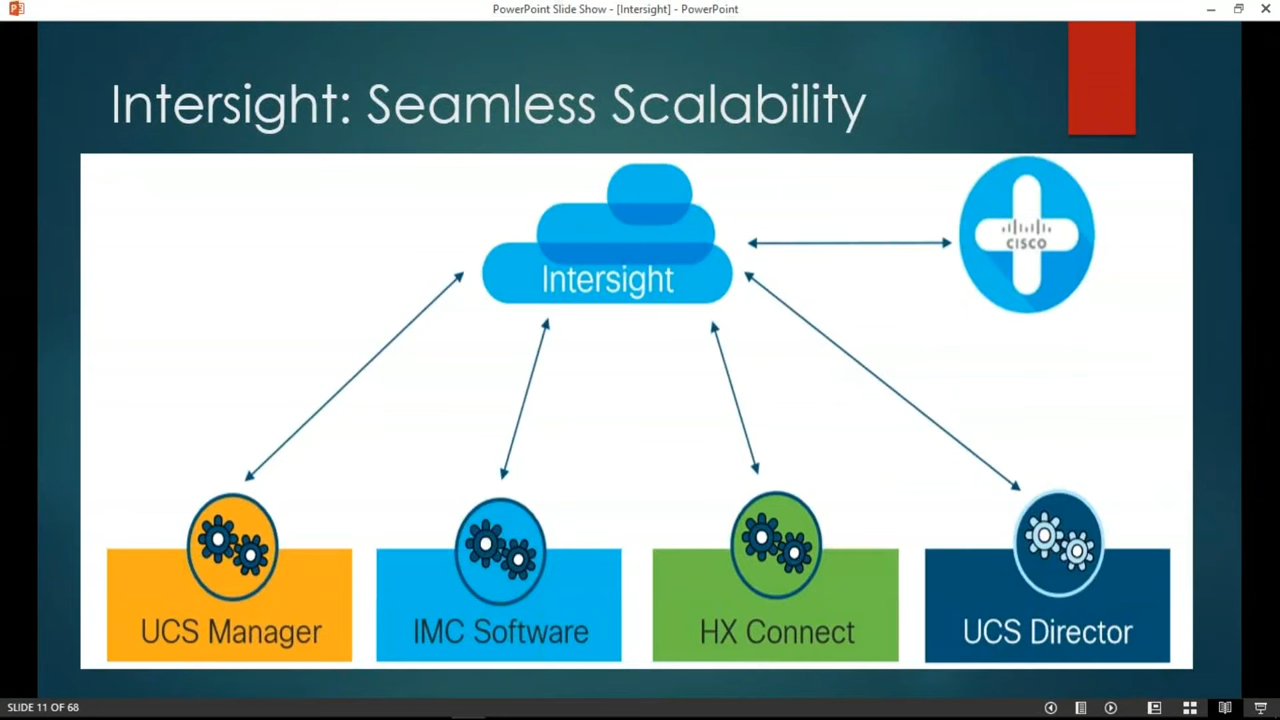 PowerPoint Slide Show - [Intersight] - PowerPoint
Intersight: Seamless Scalability
Intersight
CISCO
UCS Manager
IMC Software
HX Connect
UCS Director
SLIDE 11 OF 68